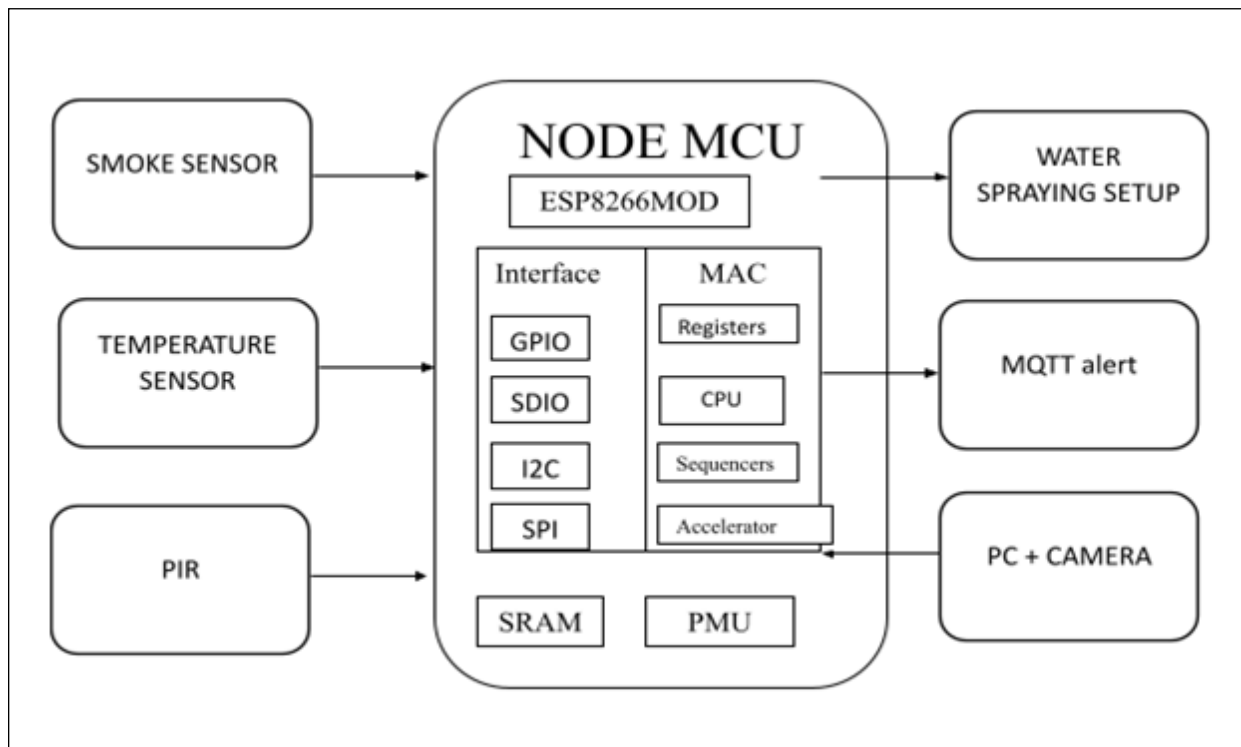 SMOKE SENSOR
TEMPERATURE
SENSOR
PIR
NODE MCU
ESP8266MOD
Interface
GPIO
SDIO
I2C
SPI
MAC
Registers
CPU
Sequencers
Accelerator
SRAM
PMU
WATER
SPRAYING SETUP
MQTT alert
PC + CAMERA